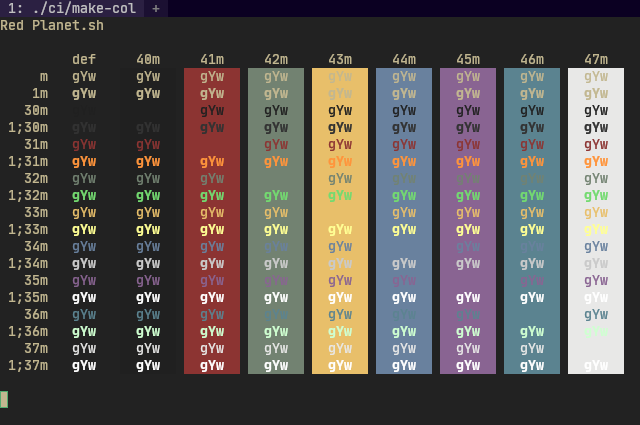 1: ./ci/make-col +
Red Planet.sh
def 40m 41m 42m 43m 44m 45m 46m 47m
m gYw gYw gYw gYw gYw gYw gYw gYw gYw
1m gYw gYw gYw gYw gYw gYw gYw gYw gYw
30m gYw gYw gYw gYw gYw gYw gYw
1;30m gYw gYw gYw gYw gYw gYw gYw gYw gYw
31m gYw gYw gYw gYw gYw gYw gYw gYw
1;31m gYw gYw gYw gYw gYw gYw gYw gYw gYw
32m gYw gYw gYw gYw gYw gYw gYw gYw
1;32m gYw gYw gYw gYw gYw gYw gYw gYw gYw
33m gYw gYw gYw gYw gYw gYw gYw gYw
1;33m gYw gYw gYw gYw gYw gYw gYw gYw gYw
34m gYw gYw gYw gYw gYw gYw gYw gYw
1;34m gYw gYw gYw gYw gYw gYw gYw gYw gYw
35m gYw gYw gYw gYw gYw gYw gYw gYw
1;35m gYw gYw gYw gYw gYw gYw gYw gYw gYw
36m gYw gYw gYw gYw gYw gYw gYw gYw
1;36m gYw gYw gYw gYw gYw gYw gYw gYw gYw
37m gYw gYw gYw gYw gYw gYw gYw gYw
1;37m gYw gYw gYw gYw gYw gYw gYw gYw gYw